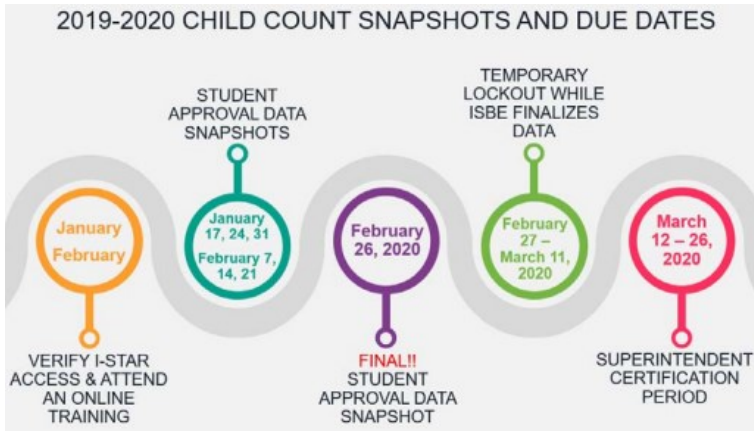 2019-2020 CHILD COUNT SNAPSHOTS AND DUE DATES
January
February
VERIFY I-STAR
ACCESS & ATTEND
AN ONLINE
TRAINING
STUDENT
APPROVAL DATA
SNAPSHOTS
January
17, 24, 31
February 7,
14, 21
February
26, 2020
FINAL!!
STUDENT
APPROVAL DATA
SNAPSHOT
TEMPORARY
LOCKOUT WHILE
ISBE FINALIZES
DATA
February
27 –
March 11,
2020
March
12 – 26,
2020
SUPERINTENDENT
CERTIFICATION
PERIOD